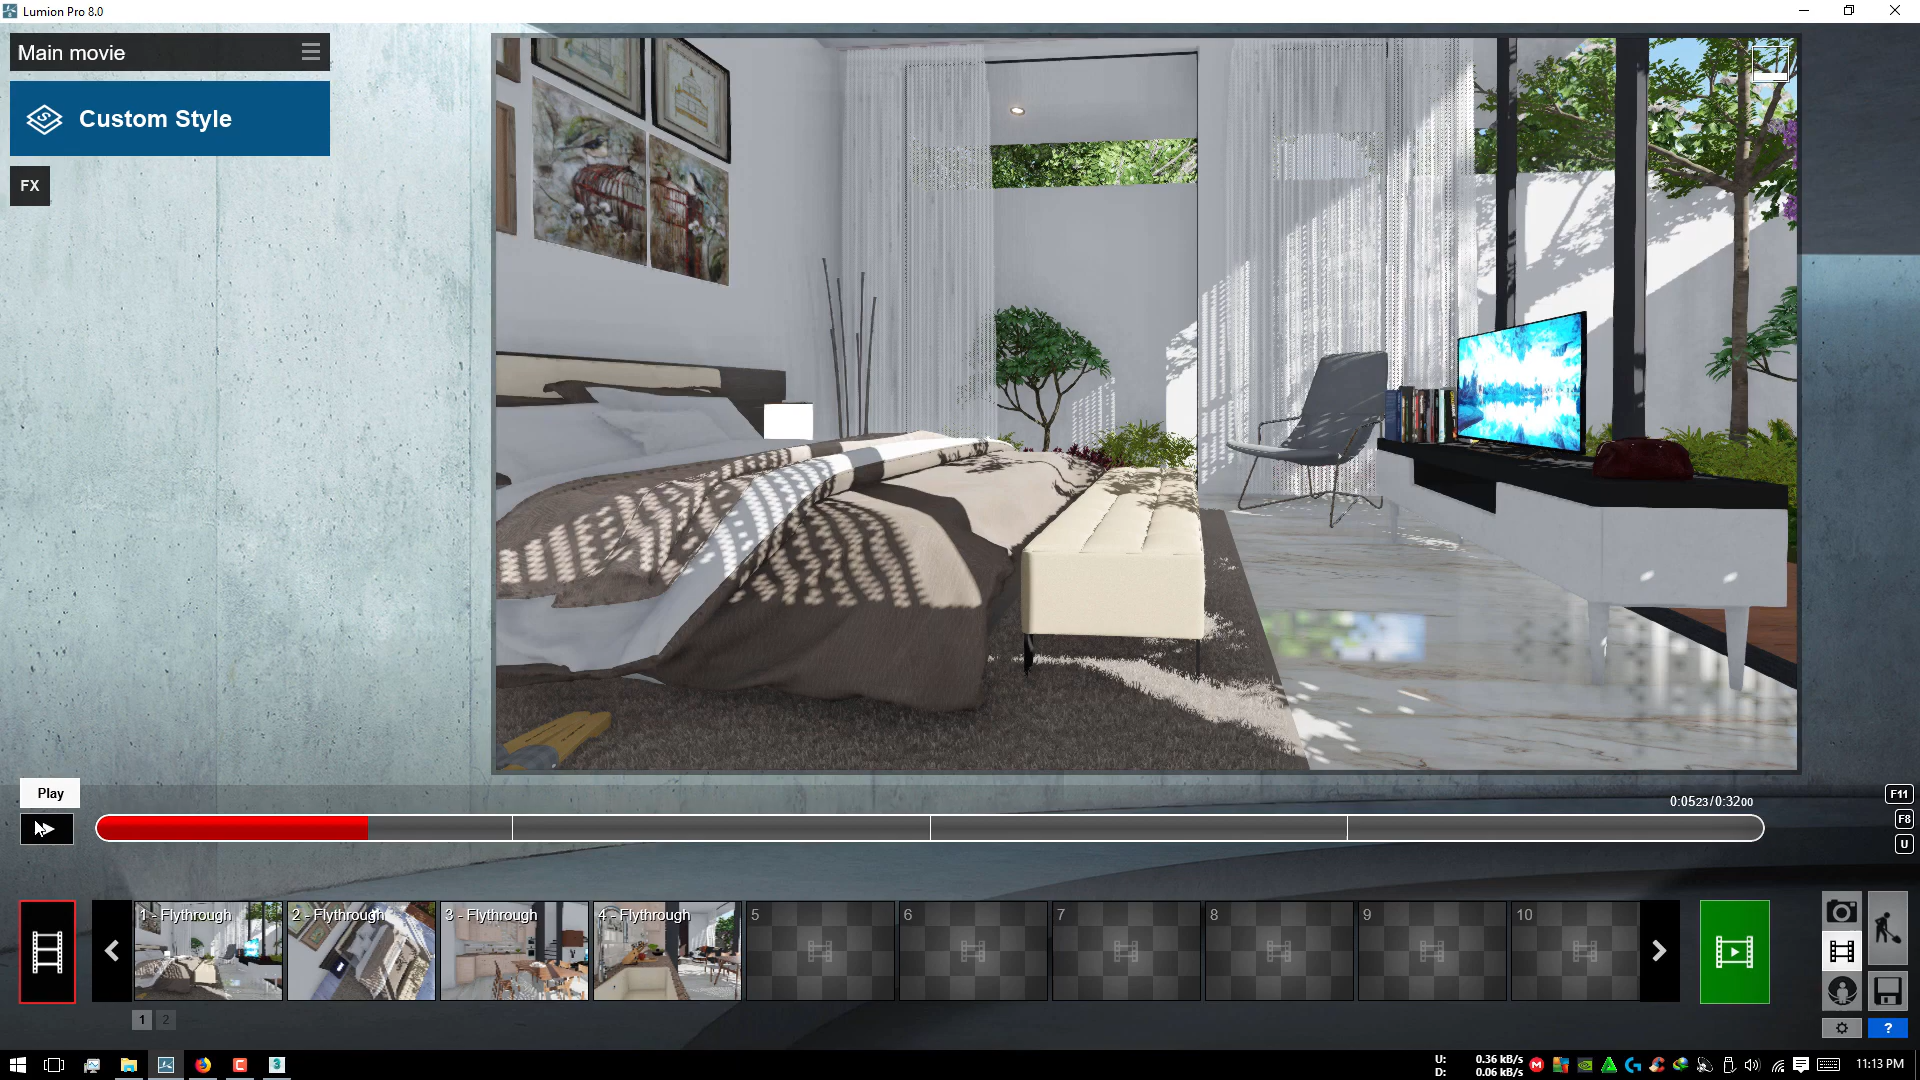 Lumion Pro 8.0
Main movie
Custom Style
FX
Play
0:0523/0:3200
F11
F8
U
1 - Flythrough
2 - Flythrough
3 - Flythrough
4 - Flythrough
5
6
7
8
9
10
1
2
?
U: 0.36 kB/s
D: 0.06 kB/s
11:13 PM